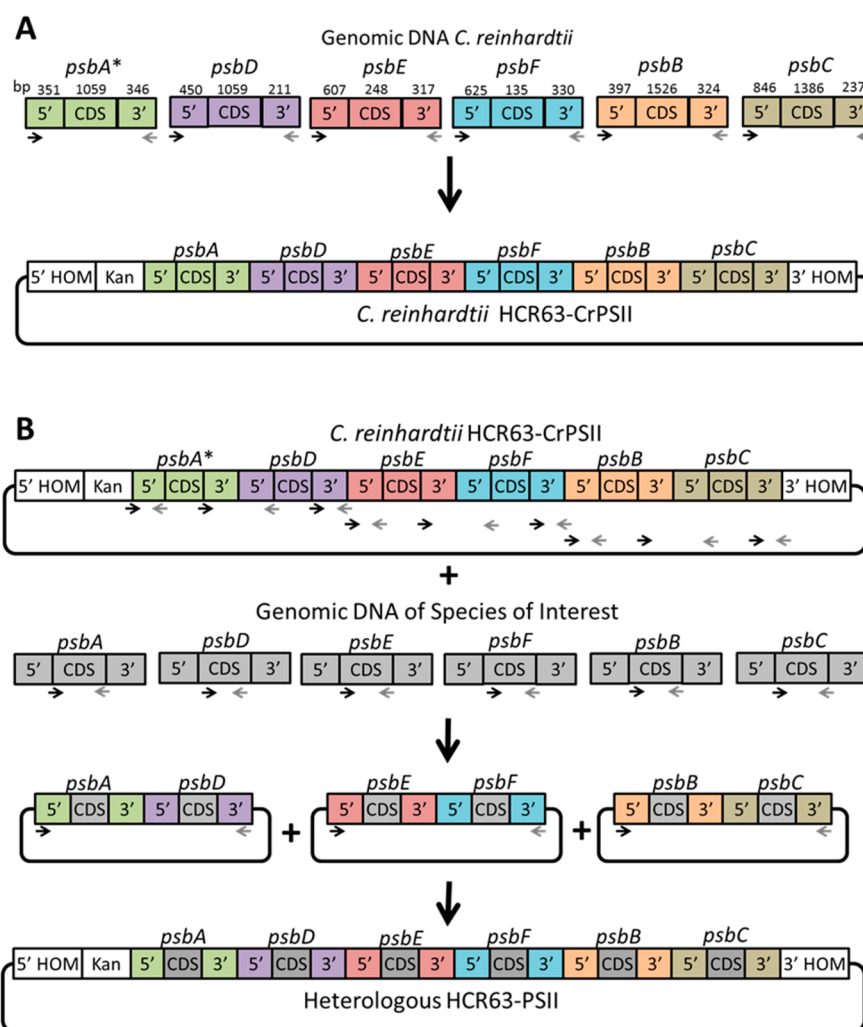 A
Genomic DNA C. reinhardtii
psbA* psbD psbE psbF psbB psbC
bp 351 1059 346 450 1059 211 607 248 317 625 135 330 397 1526 324 846 1386 237
5' CDS 3' 5' CDS 3' 5' CDS 3' 5' CDS 3' 5' CDS 3' 5' CDS 3'
psbA psbD psbE psbF psbB psbC
5' HOM Kan 5' CDS 3' 5' CDS 3' 5' CDS 3' 5' CDS 3' 5' CDS 3' 5' CDS 3' 3' HOM
C. reinhardtii HCR63-CrPSII
B
C. reinhardtii HCR63-CrPSII
psbA* psbD psbE psbF psbB psbC
5' HOM Kan 5' CDS 3' 5' CDS 3' 5' CDS 3' 5' CDS 3' 5' CDS 3' 5' CDS 3' 3' HOM
+
Genomic DNA of Species of Interest
psbA psbD psbE psbF psbB psbC
5' CDS 3' 5' CDS 3' 5' CDS 3' 5' CDS 3' 5' CDS 3' 5' CDS 3'
psbA psbD psbE psbF psbB psbC
5' CDS 3' 5' CDS 3' + 5' CDS 3' 5' CDS 3' + 5' CDS 3' 5' CDS 3'
psbA psbD psbE psbF psbB psbC
5' HOM Kan 5' CDS 3' 5' CDS 3' 5' CDS 3' 5' CDS 3' 5' CDS 3' 5' CDS 3' 3' HOM
Heterologous HCR63-PSII